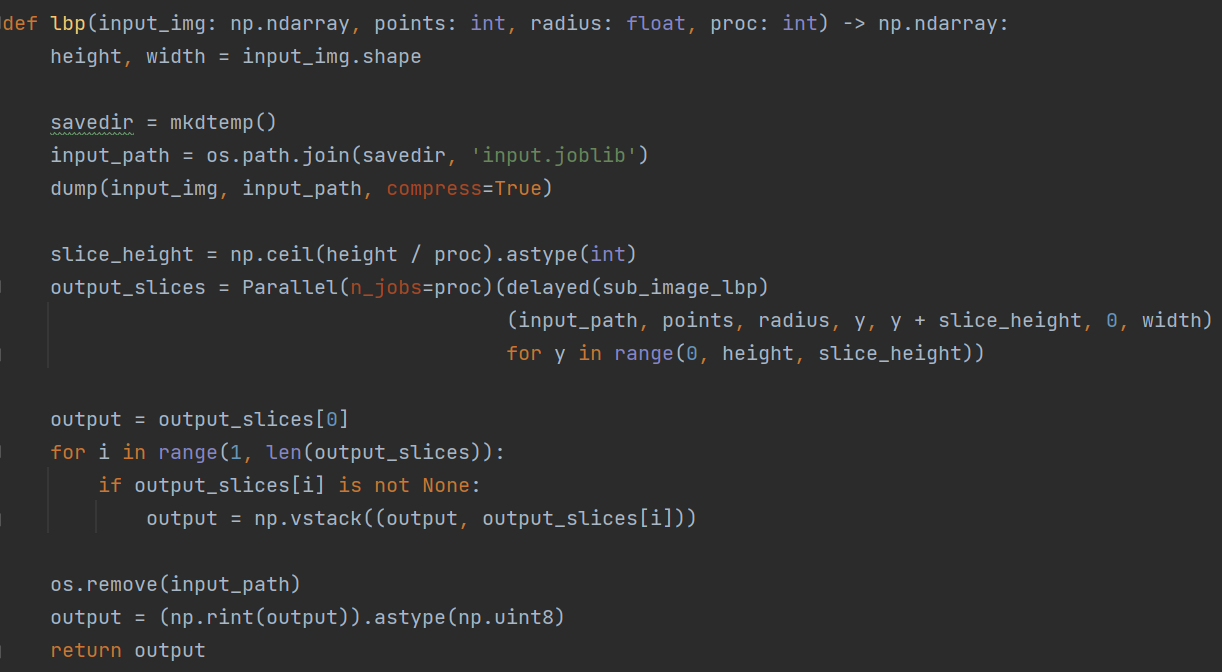 def lbp(input_img: np.ndarray, points: int, radius: float, proc: int) -> np.ndarray:
    height, width = input_img.shape

    savedir = mkdtemp()
    input_path = os.path.join(savedir, 'input.joblib')
    dump(input_img, input_path, compress=True)

    slice_height = np.ceil(height / proc).astype(int)
    output_slices = Parallel(n_jobs=proc)(delayed(sub_image_lbp)
                                          (input_path, points, radius, y, y + slice_height, 0, width)
                                          for y in range(0, height, slice_height))

    output = output_slices[0]
    for i in range(1, len(output_slices)):
        if output_slices[i] is not None:
            output = np.vstack((output, output_slices[i]))

    os.remove(input_path)
    output = (np.rint(output)).astype(np.uint8)
    return output